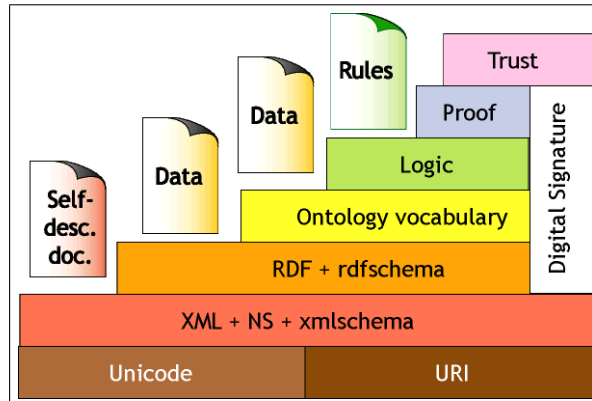 Rules
Trust
Data
Proof
Data
Logic
Self-
desc.
doc.
Ontology vocabulary
Digital Signature
RDF + rdfschema
XML + NS + xmlschema
Unicode
URI